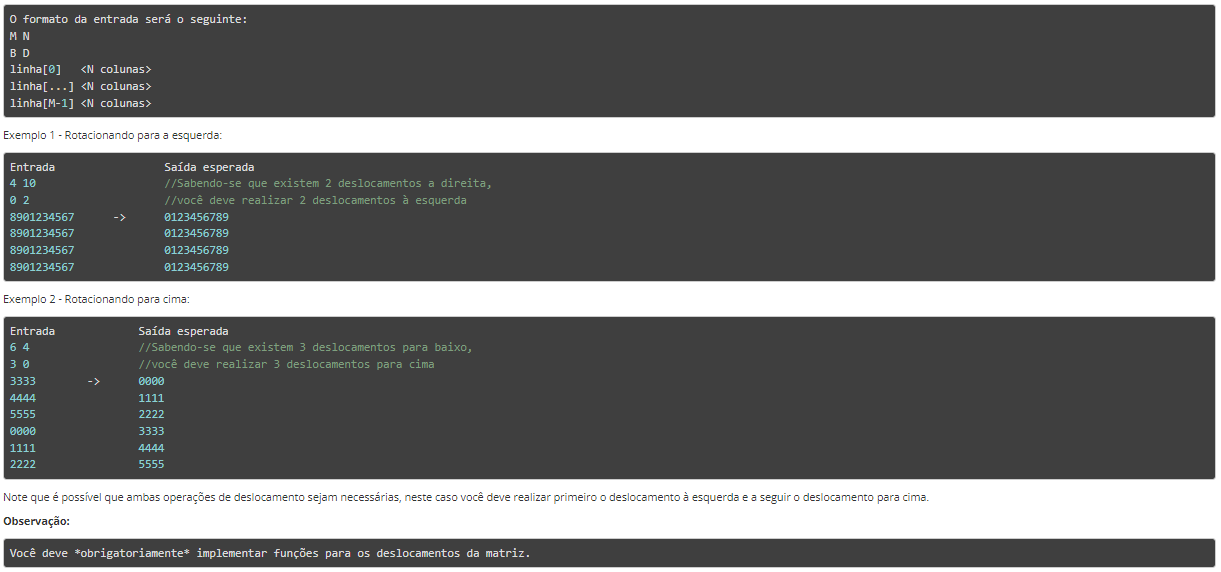 O formato da entrada será o seguinte:
M N
B D
linha[0]   <N colunas>
linha[...] <N colunas>
linha[M-1] <N colunas>
Exemplo 1 - Rotacionando para a esquerda:
Entrada                 Saída esperada
4 10                    //Sabendo-se que existem 2 deslocamentos a direita,
0 2                     //você deve realizar 2 deslocamentos à esquerda
8901234567      ->      0123456789
8901234567              0123456789
8901234567              0123456789
8901234567              0123456789
Exemplo 2 - Rotacionando para cima:
Entrada             Saída esperada
6 4                 //Sabendo-se que existem 3 deslocamentos para baixo,
3 0                 //você deve realizar 3 deslocamentos para cima
3333        ->      0000
4444                1111
5555                2222
0000                3333
1111                4444
2222                5555
Note que é possível que ambas operações de deslocamento sejam necessárias, neste caso você deve realizar primeiro o deslocamento à esquerda e a seguir o deslocamento para cima.
Observação:
Você deve *obrigatoriamente* implementar funções para os deslocamentos da matriz.